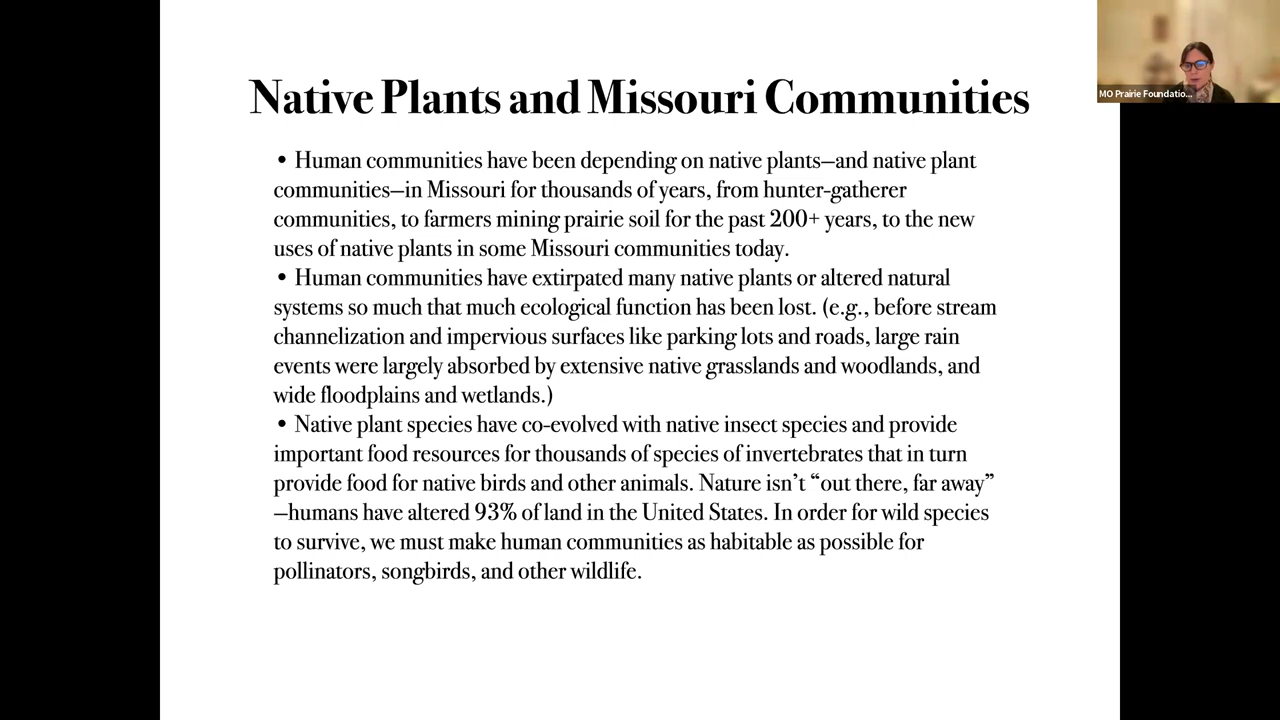 Native Plants and Missouri Communities
MO Prairie Foundatio...
• Human communities have been depending on native plants—and native plant
communities—in Missouri for thousands of years, from hunter-gatherer
communities, to farmers mining prairie soil for the past 200+ years, to the new
uses of native plants in some Missouri communities today.
• Human communities have extirpated many native plants or altered natural
systems so much that much ecological function has been lost. (e.g., before stream
channelization and impervious surfaces like parking lots and roads, large rain
events were largely absorbed by extensive native grasslands and woodlands, and
wide floodplains and wetlands.)
• Native plant species have co-evolved with native insect species and provide
important food resources for thousands of species of invertebrates that in turn
provide food for native birds and other animals. Nature isn’t “out there, far away”
—humans have altered 93% of land in the United States. In order for wild species
to survive, we must make human communities as habitable as possible for
pollinators, songbirds, and other wildlife.